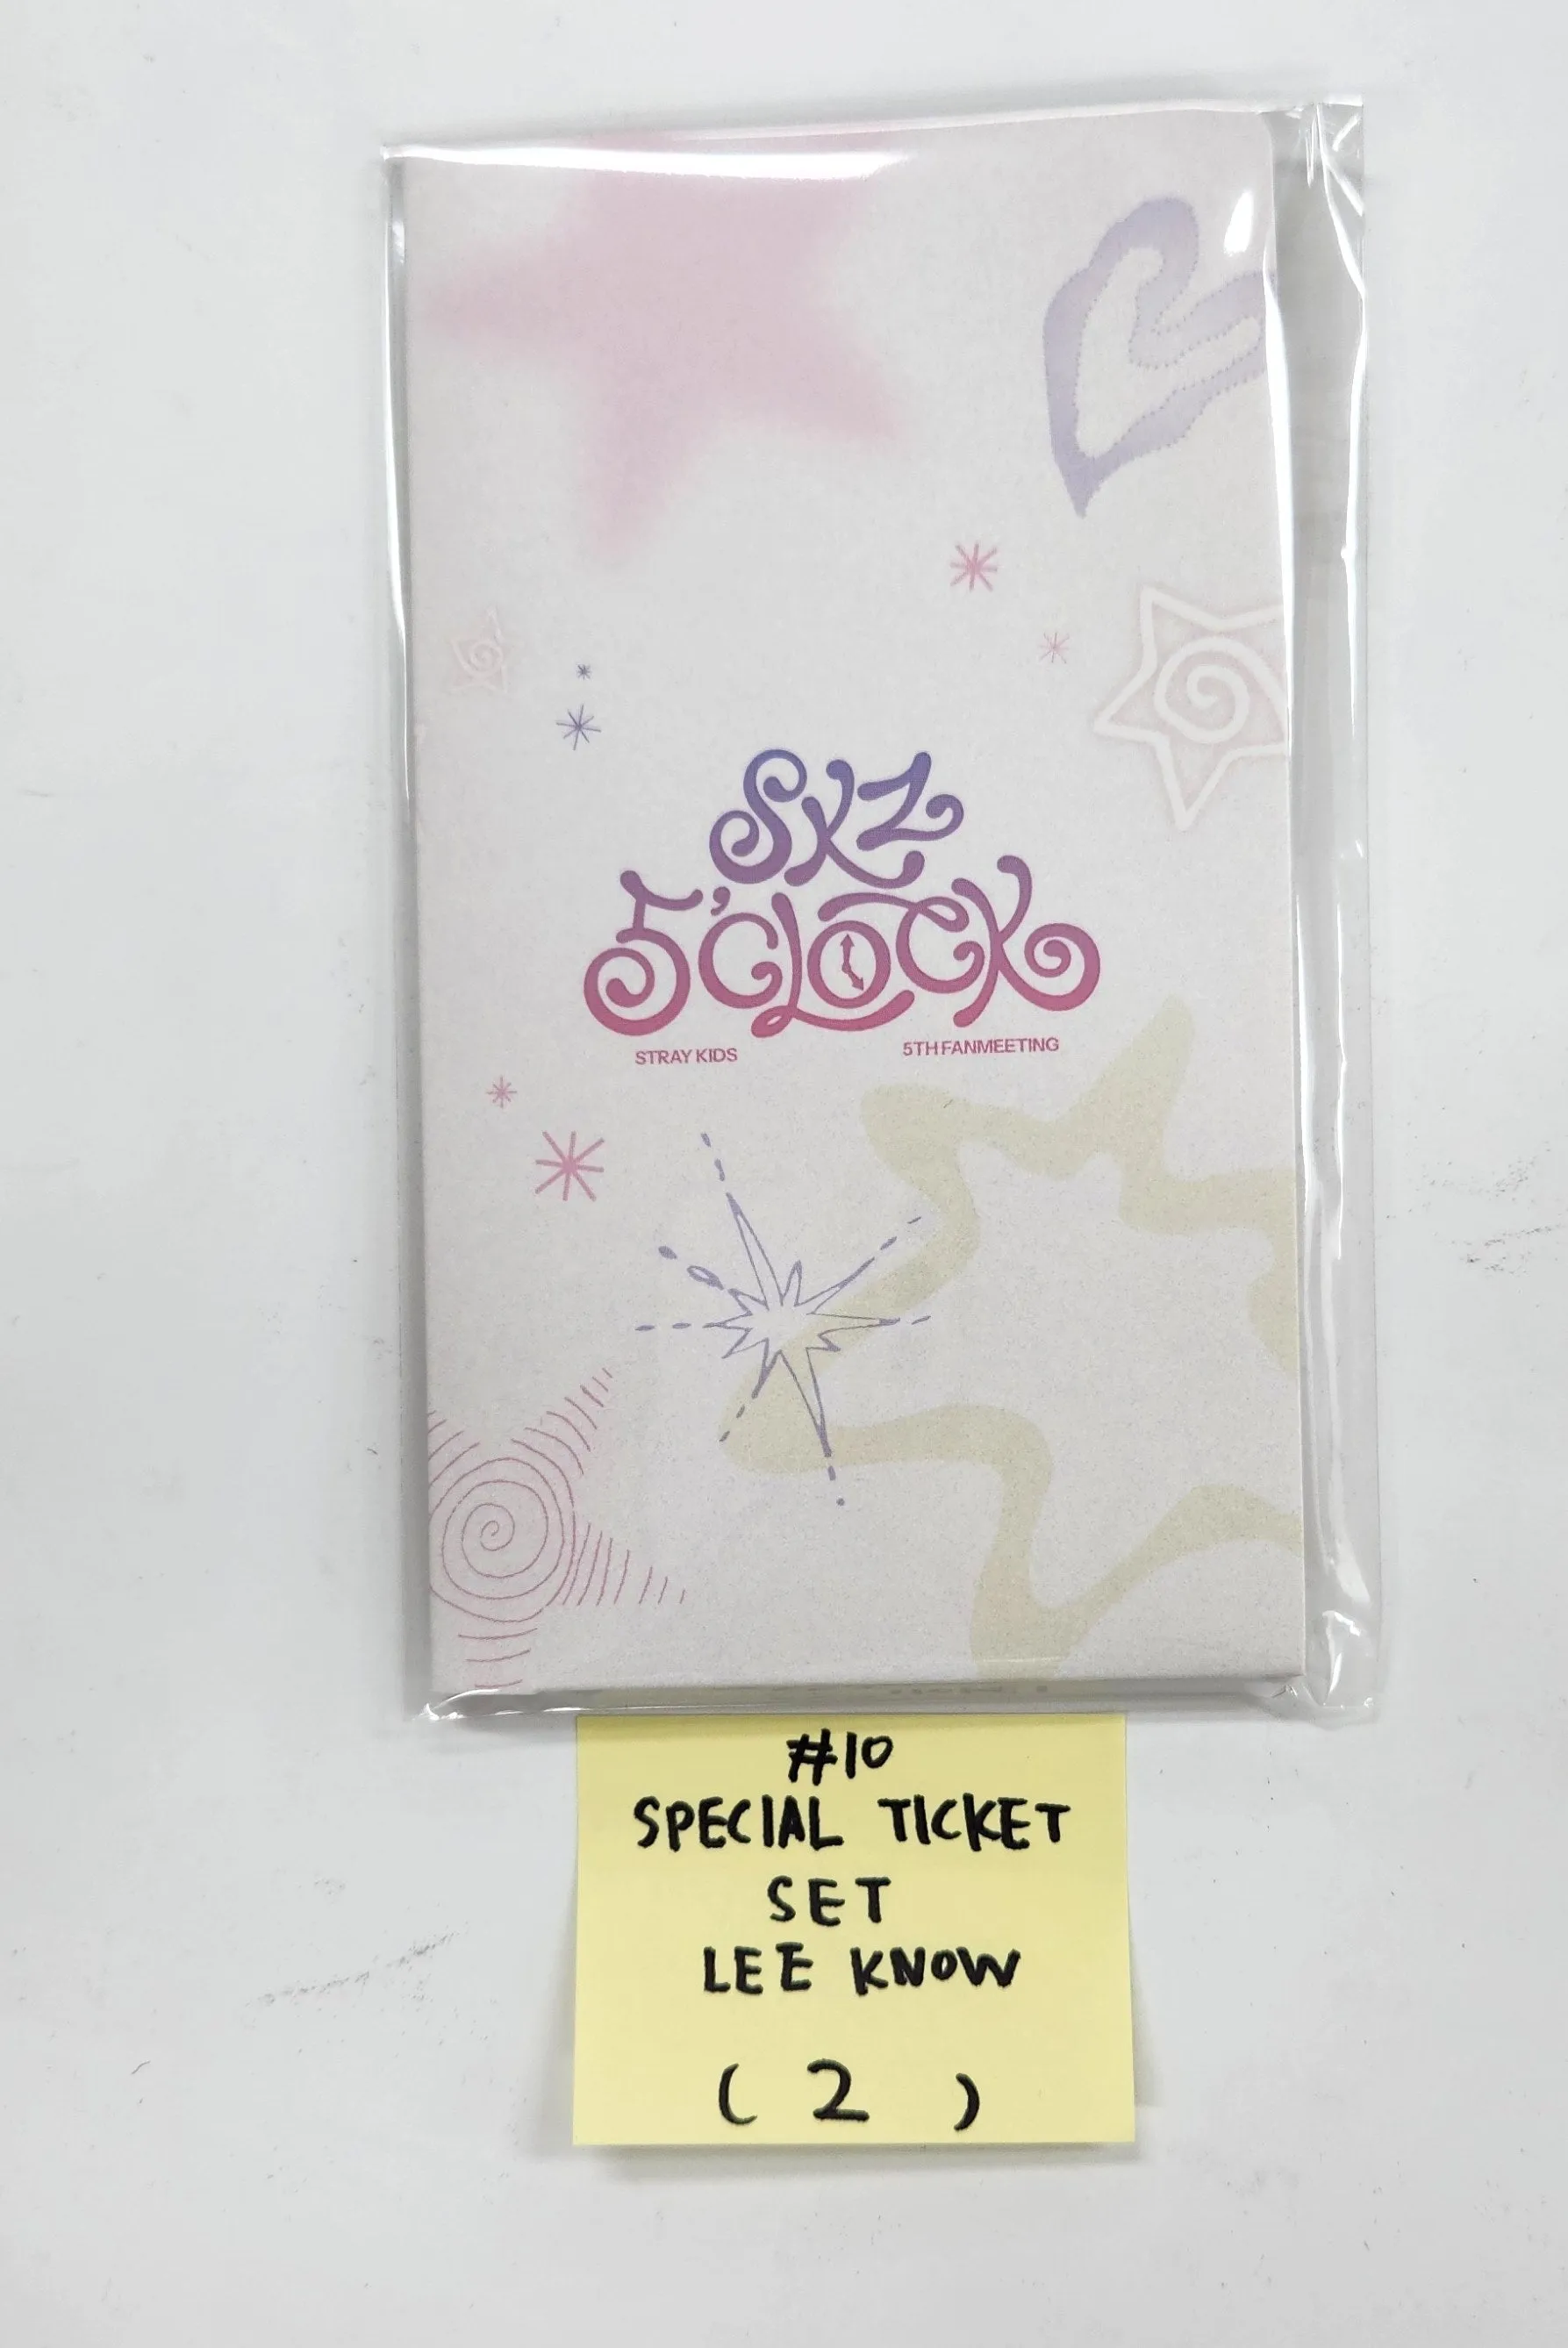 SKZ
5'CLOCK
STRAY KIDS 5TH FANMEETING
#10
SPECIAL TICKET
SET
LEE KNOW
( 2 )